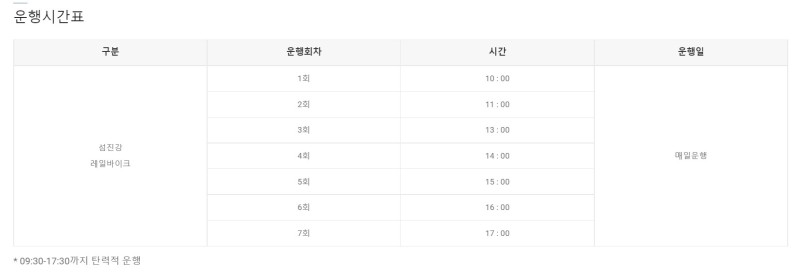 운행시간표
구분 운행회차 시간 운행일
섬진강
레일바이크
1회 10 : 00
2회 11 : 00
3회 13 : 00
4회 14 : 00
5회 15 : 00
6회 16 : 00
7회 17 : 00
매일운행
* 09:30-17:30까지 탄력적 운행